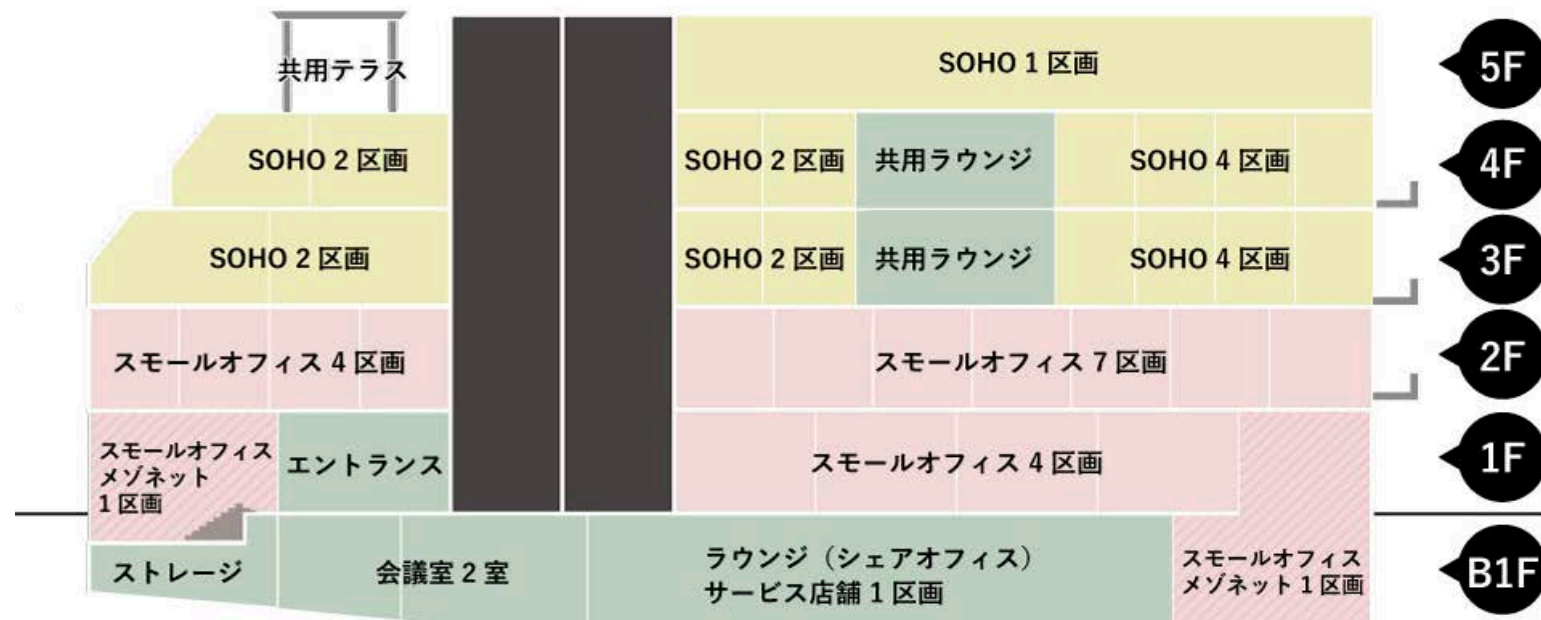 共用テラス
SOHO 1 区画
5F
SOHO 2 区画
SOHO 2 区画
共用ラウンジ
SOHO 4 区画
4F
SOHO 2 区画
SOHO 2 区画
共用ラウンジ
SOHO 4 区画
3F
スモールオフィス 4 区画
スモールオフィス 7 区画
2F
スモールオフィス
メゾネット
1 区画
エントランス
スモールオフィス 4 区画
1F
ストレージ
会議室 2 室
ラウンジ（シェアオフィス）
サービス店舗 1 区画
スモールオフィス
メゾネット 1 区画
B1F